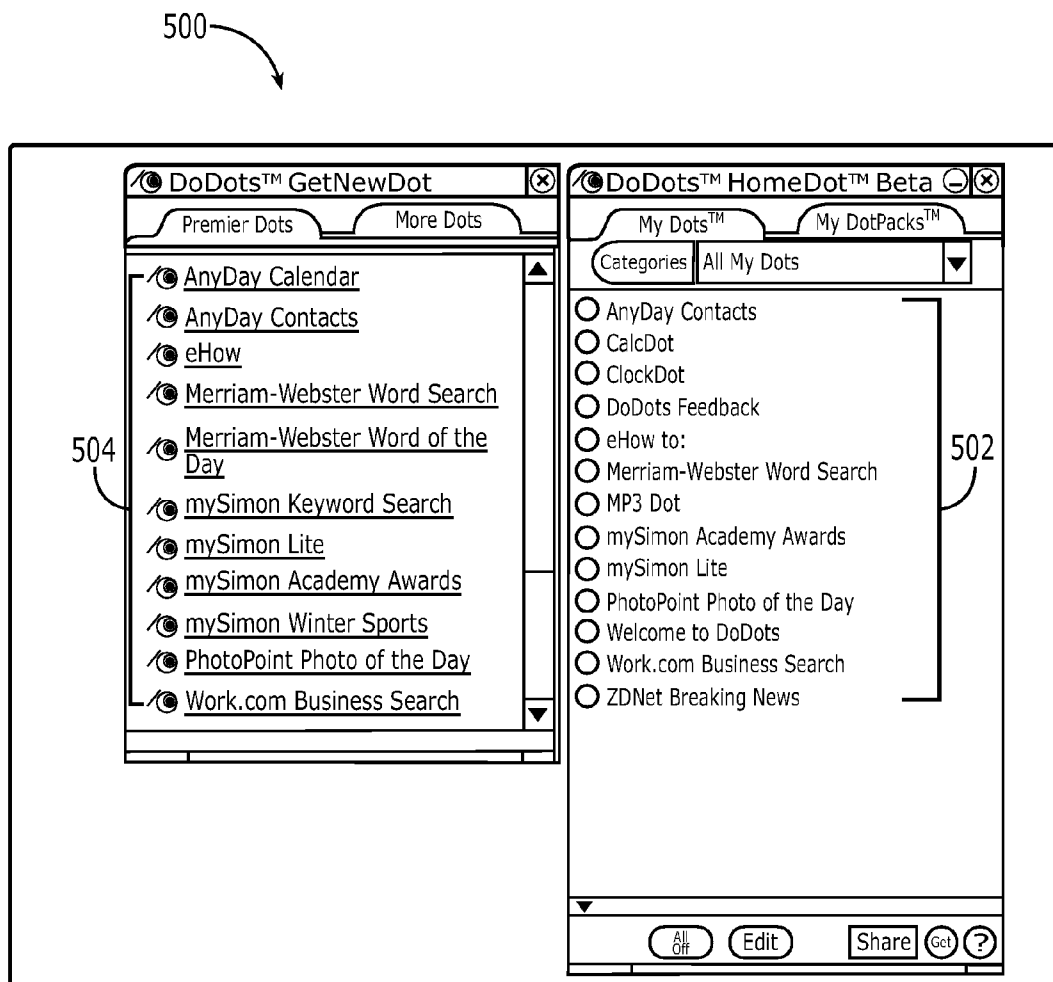 500
DoDots™ GetNewDot
Premier Dots
More Dots
AnyDay Calendar
AnyDay Contacts
eHow
Merriam-Webster Word Search
Merriam-Webster Word of the
Day
mySimon Keyword Search
mySimon Lite
mySimon Academy Awards
mySimon Winter Sports
PhotoPoint Photo of the Day
Work.com Business Search
504
DoDots™ HomeDot™ Beta
My Dots™
My DotPacks™
Categories
All My Dots
AnyDay Contacts
CalcDot
ClockDot
DoDots Feedback
eHow to:
Merriam-Webster Word Search
MP3 Dot
mySimon Academy Awards
mySimon Lite
PhotoPoint Photo of the Day
Welcome to DoDots
Work.com Business Search
ZDNet Breaking News
502
All
Off
Edit
Share
Get
?